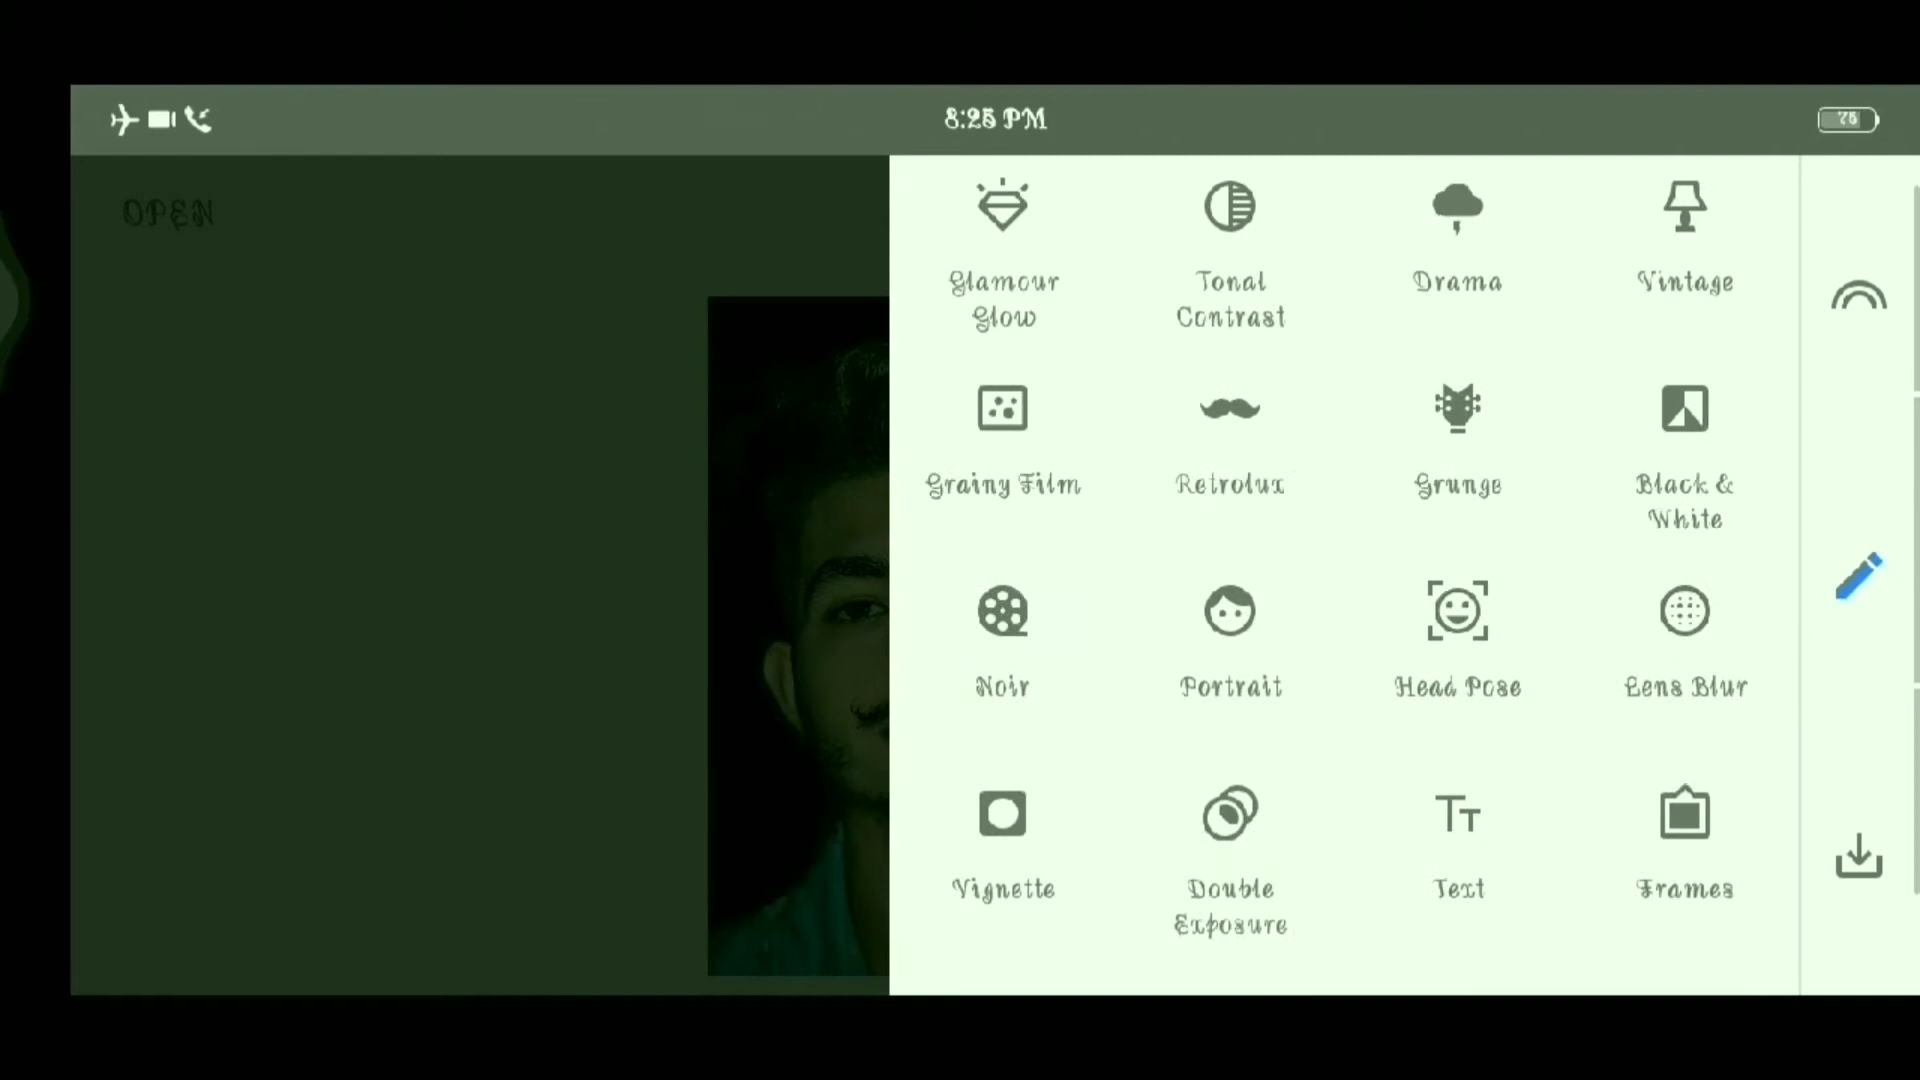 8:25 PM
75
OPEN
Glamour
Glow
Tonal
Contrast
Drama
Vintage
Grainy Film
Retrolux
Grunge
Black &
White
Noir
Portrait
Head Pose
Lens Blur
Vignette
Double
Exposure
Text
Frames